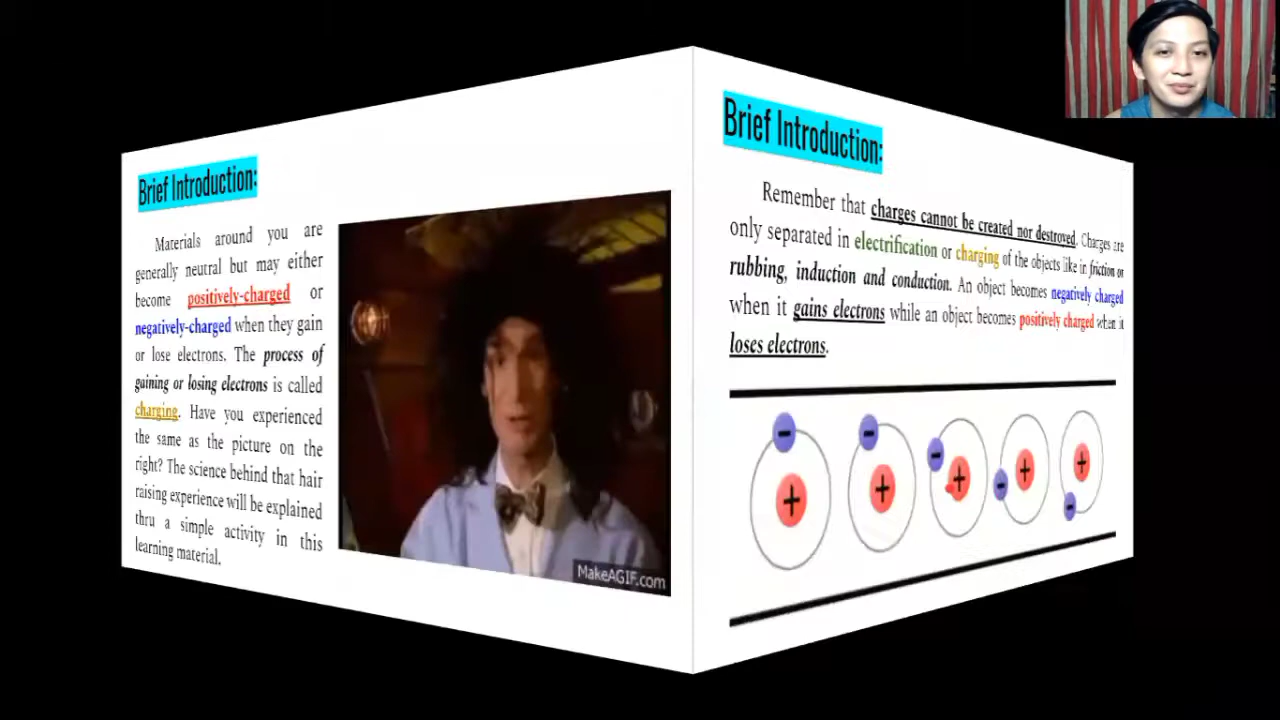 Brief Introduction:
Materials around you are
generally neutral but may either
become positively-charged or
negatively-charged when they gain
or lose electrons. The process of
gaining or losing electrons is called
charging. Have you experienced
the same as the picture on the
right? The science behind that hair
raising experience will be explained
thru a simple activity in this
learning material.
MakeAGIF.com
Brief Introduction:
Remember that charges cannot be created nor destroyed. Charges are
only separated in electrification or charging of the objects like in friction or
rubbing, induction and conduction. An object becomes negatively charged
when it gains electrons while an object becomes positively charged when it
loses electrons.
- - - - -
+ + + + +